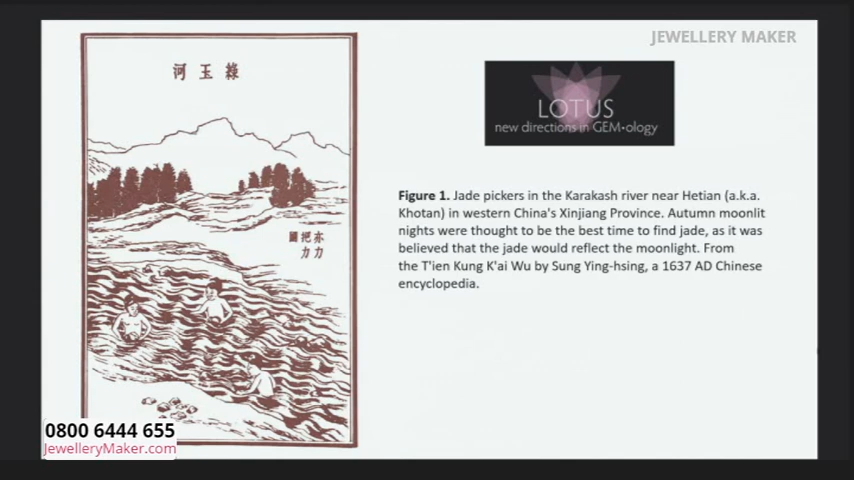 JEWELLERY MAKER
河 玉 綠
亦 把 圖
力 力
LOTUS
new directions in GEM•ology
Figure 1. Jade pickers in the Karakash river near Hetian (a.k.a.
Khotan) in western China's Xinjiang Province. Autumn moonlit
nights were thought to be the best time to find jade, as it was
believed that the jade would reflect the moonlight. From
the T'ien Kung K'ai Wu by Sung Ying-hsing, a 1637 AD Chinese
encyclopedia.
0800 6444 655
JewelleryMaker.com